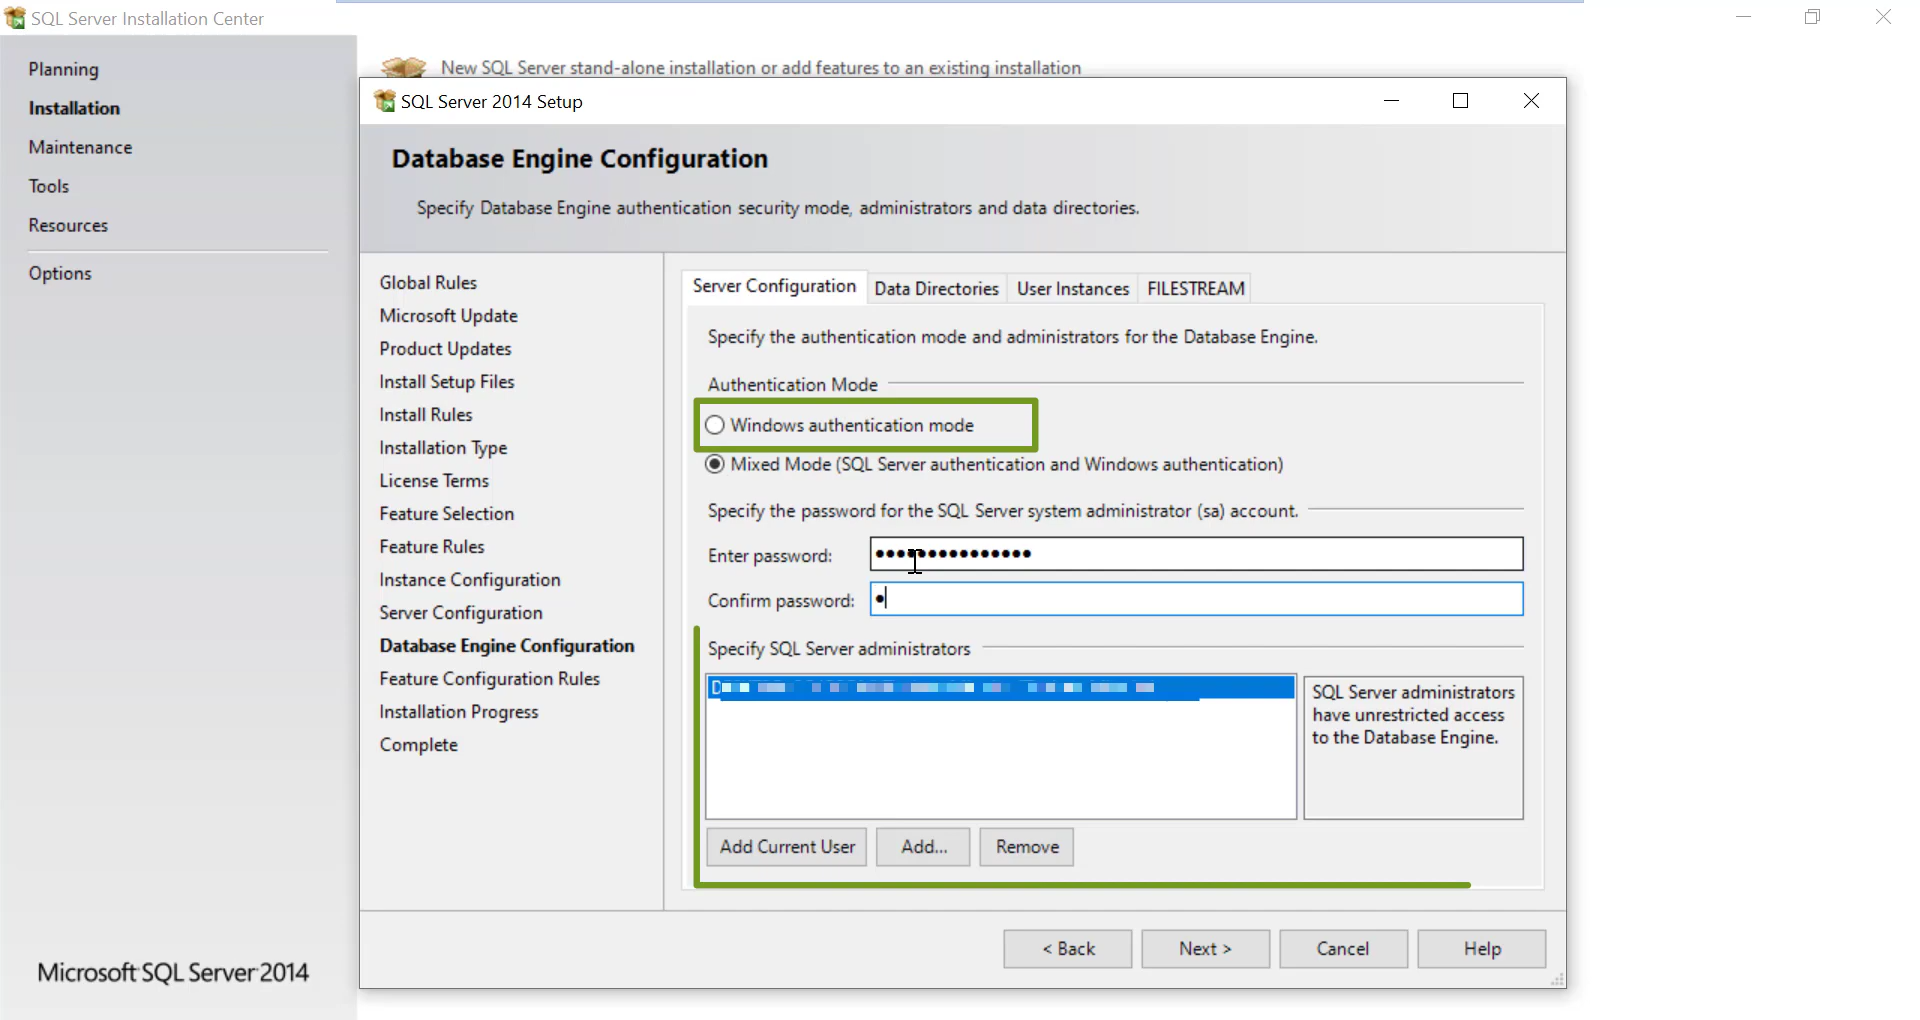 SQL Server Installation Center
Planning
Installation
Maintenance
Tools
Resources
Options
Microsoft SQL Server 2014
New SQL Server stand-alone installation or add features to an existing installation
SQL Server 2014 Setup
Database Engine Configuration
Specify Database Engine authentication security mode, administrators and data directories.
Global Rules
Microsoft Update
Product Updates
Install Setup Files
Install Rules
Installation Type
License Terms
Feature Selection
Feature Rules
Instance Configuration
Server Configuration
Database Engine Configuration
Feature Configuration Rules
Installation Progress
Complete
Server Configuration Data Directories User Instances FILESTREAM
Specify the authentication mode and administrators for the Database Engine.
Authentication Mode
Windows authentication mode
Mixed Mode (SQL Server authentication and Windows authentication)
Specify the password for the SQL Server system administrator (sa) account.
Enter password: •••••••••••••••
Confirm password: •
Specify SQL Server administrators
SQL Server administrators
have unrestricted access
to the Database Engine.
Add Current User Add... Remove
< Back Next > Cancel Help